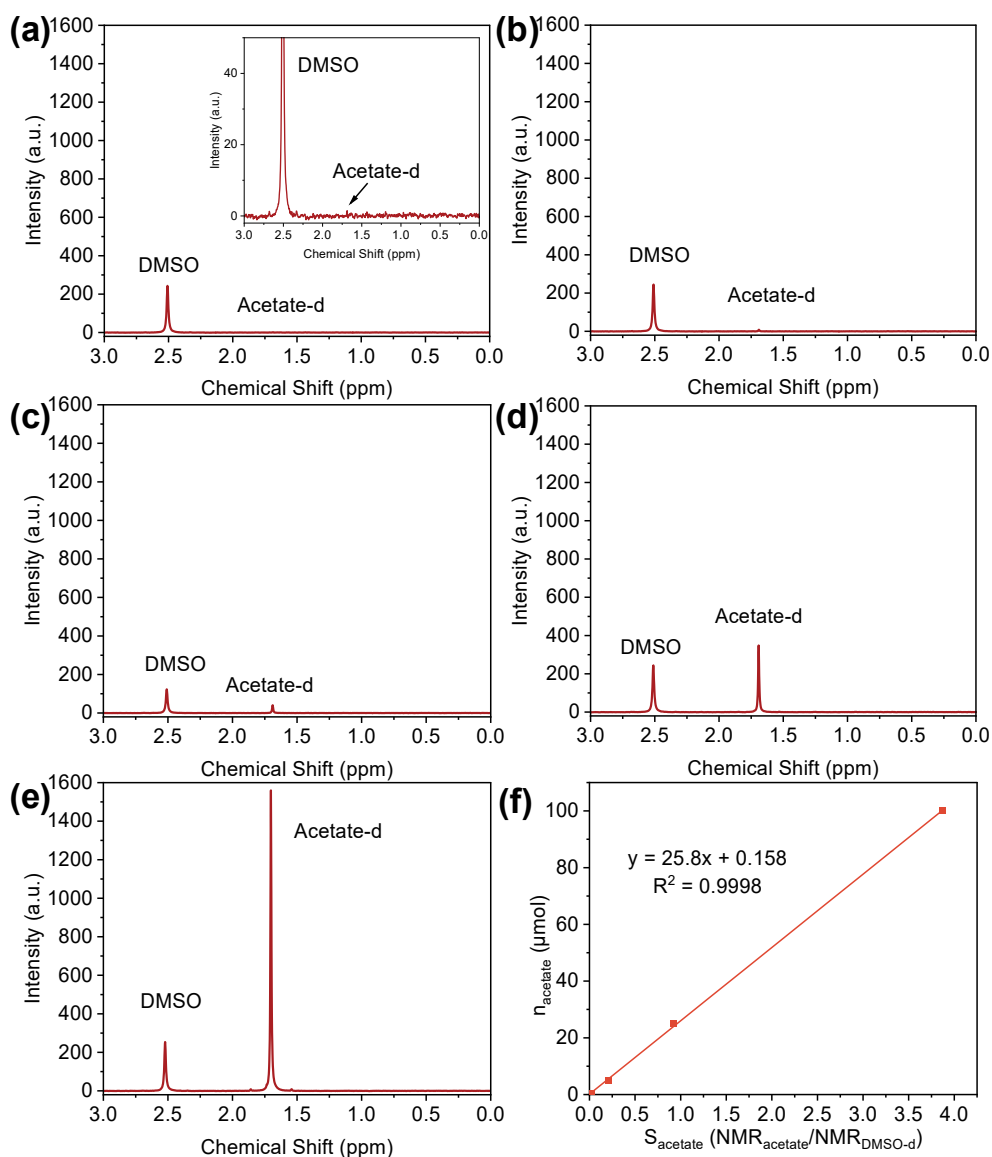 (a)
1600
1400
1200
1000
800
600
400
200
0
Intensity (a.u.)
DMSO
Acetate-d
3.0 2.5 2.0 1.5 1.0 0.5 0.0
Chemical Shift (ppm)
40
20
0
Intensity (a.u.)
DMSO
Acetate-d
3.0 2.5 2.0 1.5 1.0 0.5 0.0
Chemical Shift (ppm)
(b)
1600
1400
1200
1000
800
600
400
200
0
Intensity (a.u.)
DMSO
Acetate-d
3.0 2.5 2.0 1.5 1.0 0.5 0.0
Chemical Shift (ppm)
(c)
1600
1400
1200
1000
800
600
400
200
0
Intensity (a.u.)
DMSO
Acetate-d
3.0 2.5 2.0 1.5 1.0 0.5 0.0
Chemical Shift (ppm)
(d)
1600
1400
1200
1000
800
600
400
200
0
Intensity (a.u.)
DMSO
Acetate-d
3.0 2.5 2.0 1.5 1.0 0.5 0.0
Chemical Shift (ppm)
(e)
1600
1400
1200
1000
800
600
400
200
0
Intensity (a.u.)
DMSO
Acetate-d
3.0 2.5 2.0 1.5 1.0 0.5 0.0
Chemical Shift (ppm)
(f)
100
80
60
40
20
0
n_acetate (μmol)
y = 25.8x + 0.158
R² = 0.9998
0.0 0.5 1.0 1.5 2.0 2.5 3.0 3.5 4.0
S_acetate (NMR_acetate/NMR_DMSO-d)